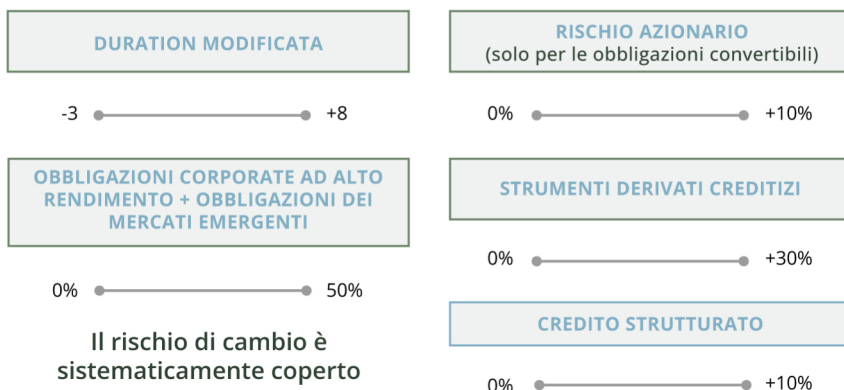 DURATION MODIFICATA
-3 +8
OBBLIGAZIONI CORPORATE AD ALTO
RENDIMENTO + OBBLIGAZIONI DEI
MERCATI EMERGENTI
0% 50%
Il rischio di cambio è
sistematicamente coperto
RISCHIO AZIONARIO
(solo per le obbligazioni convertibili)
0% +10%
STRUMENTI DERIVATI CREDITIZI
0% +30%
CREDITO STRUTTURATO
0% +10%